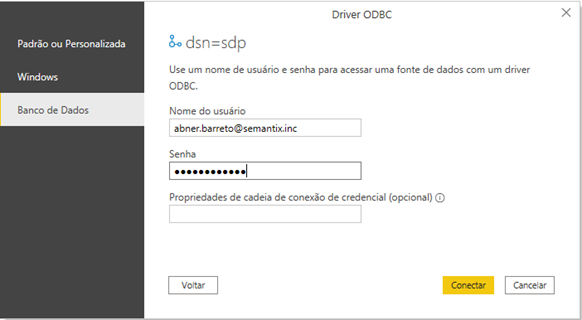 Driver ODBC
Padrão ou Personalizada
Windows
Banco de Dados
dsn=sdp
Use um nome de usuário e senha para acessar uma fonte de dados com um driver
ODBC.
Nome do usuário
abner.barreto@semantix.inc
Senha
••••••••••••
Propriedades de cadeia de conexão de credencial (opcional)
Voltar
Conectar
Cancelar